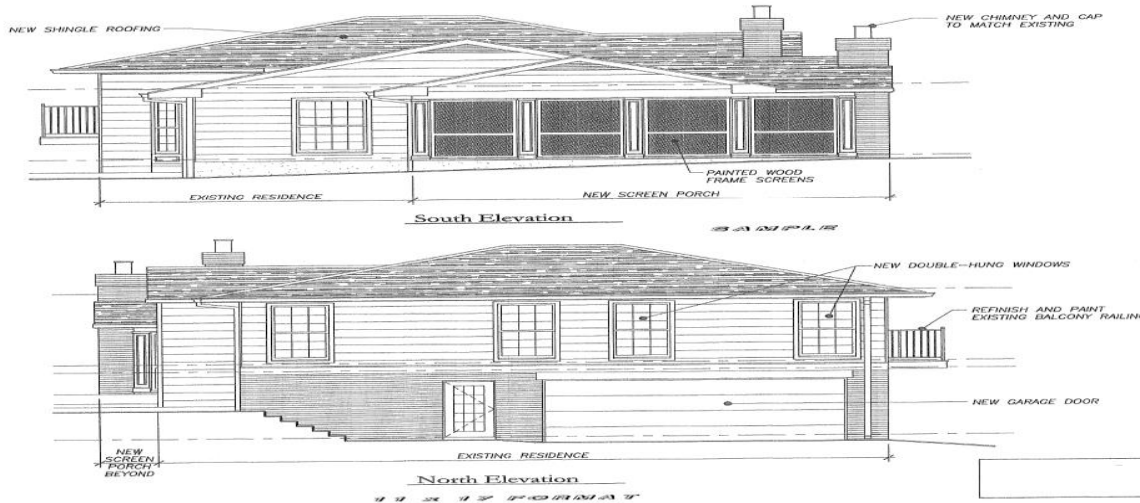 NEW SHINGLE ROOFING
NEW CHIMNEY AND CAP
TO MATCH EXISTING
PAINTED WOOD
FRAME SCREENS
EXISTING RESIDENCE
NEW SCREEN PORCH
South Elevation
SAMPLE
NEW DOUBLE-HUNG WINDOWS
REFINISH AND PAINT
EXISTING BALCONY RAILING
NEW GARAGE DOOR
NEW
SCREEN
PORCH
BEYOND
EXISTING RESIDENCE
North Elevation
11 x 17 FORMAT